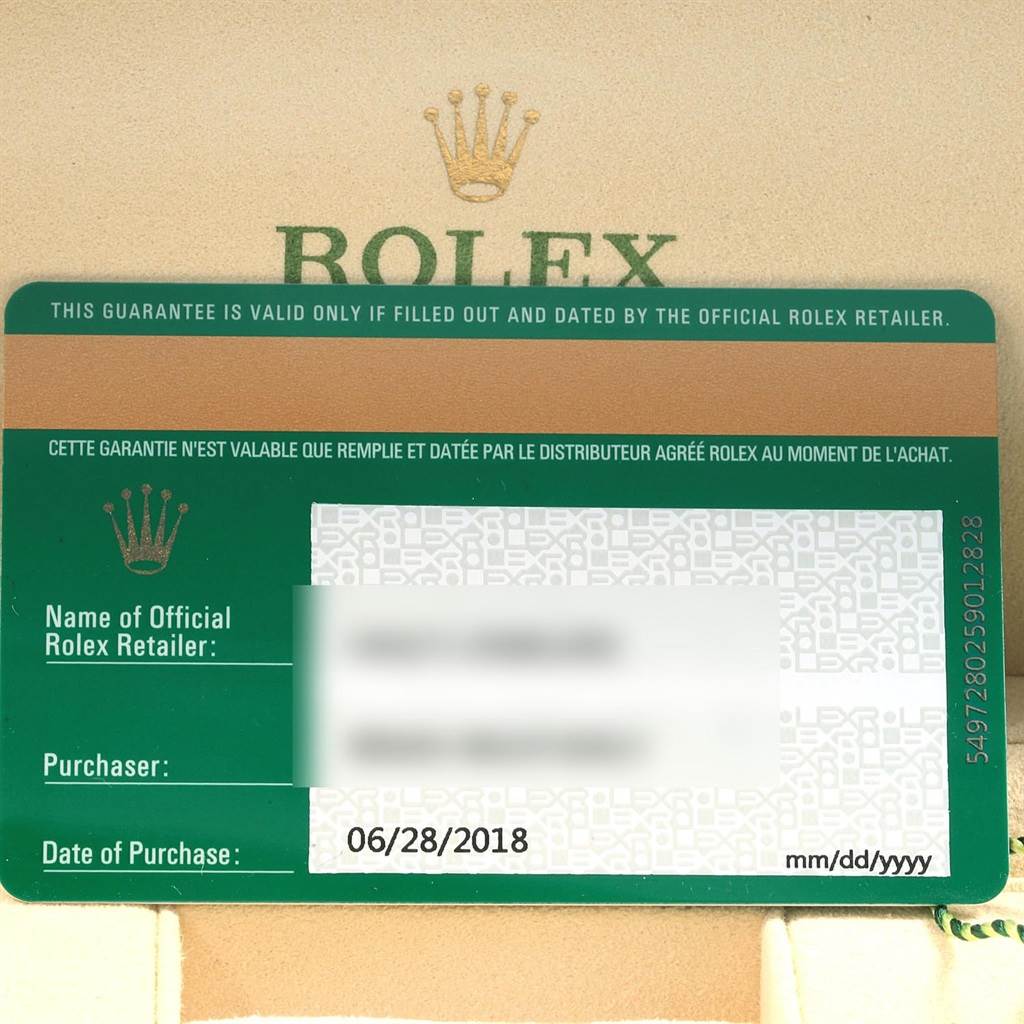 ROLEX
THIS GUARANTEE IS VALID ONLY IF FILLED OUT AND DATED BY THE OFFICIAL ROLEX RETAILER.
CETTE GARANTIE N'EST VALABLE QUE REMPLIE ET DATÉE PAR LE DISTRIBUTEUR AGRÉÉ ROLEX AU MOMENT DE L'ACHAT.
Name of Official
Rolex Retailer:
Purchaser:
Date of Purchase:
06/28/2018
mm/dd/yyyy
5497280259012828